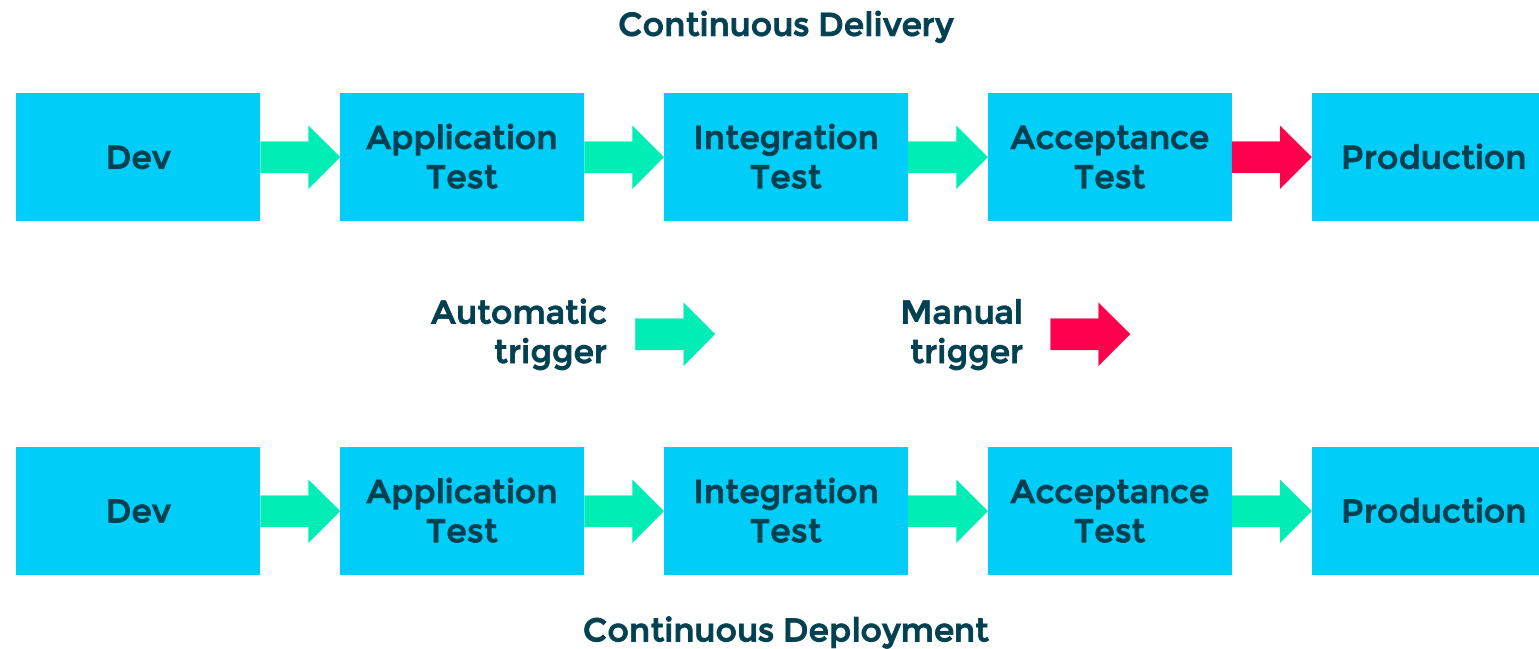 Continuous Delivery
Dev
Application
Test
Integration
Test
Acceptance
Test
Production
Automatic
trigger
Manual
trigger
Dev
Application
Test
Integration
Test
Acceptance
Test
Production
Continuous Deployment